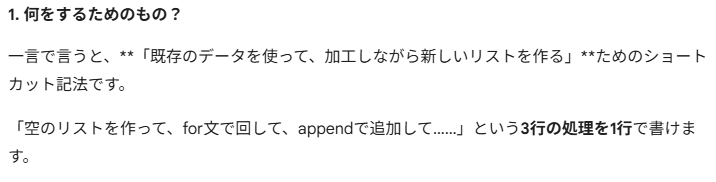 1. 何をするためのもの？
一言で言うと、**「既存のデータを使って、加工しながら新しいリストを作る」**ためのショート
カット記法です。
「空のリストを作って、for文で回して、appendで追加して……」という3行の処理を1行で書けま
す。